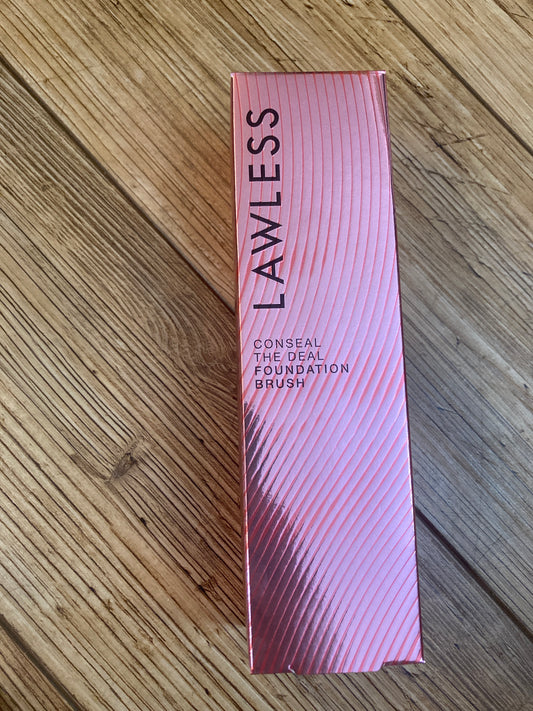 LAWLESS
CONSEAL
THE DEAL
FOUNDATION
BRUSH